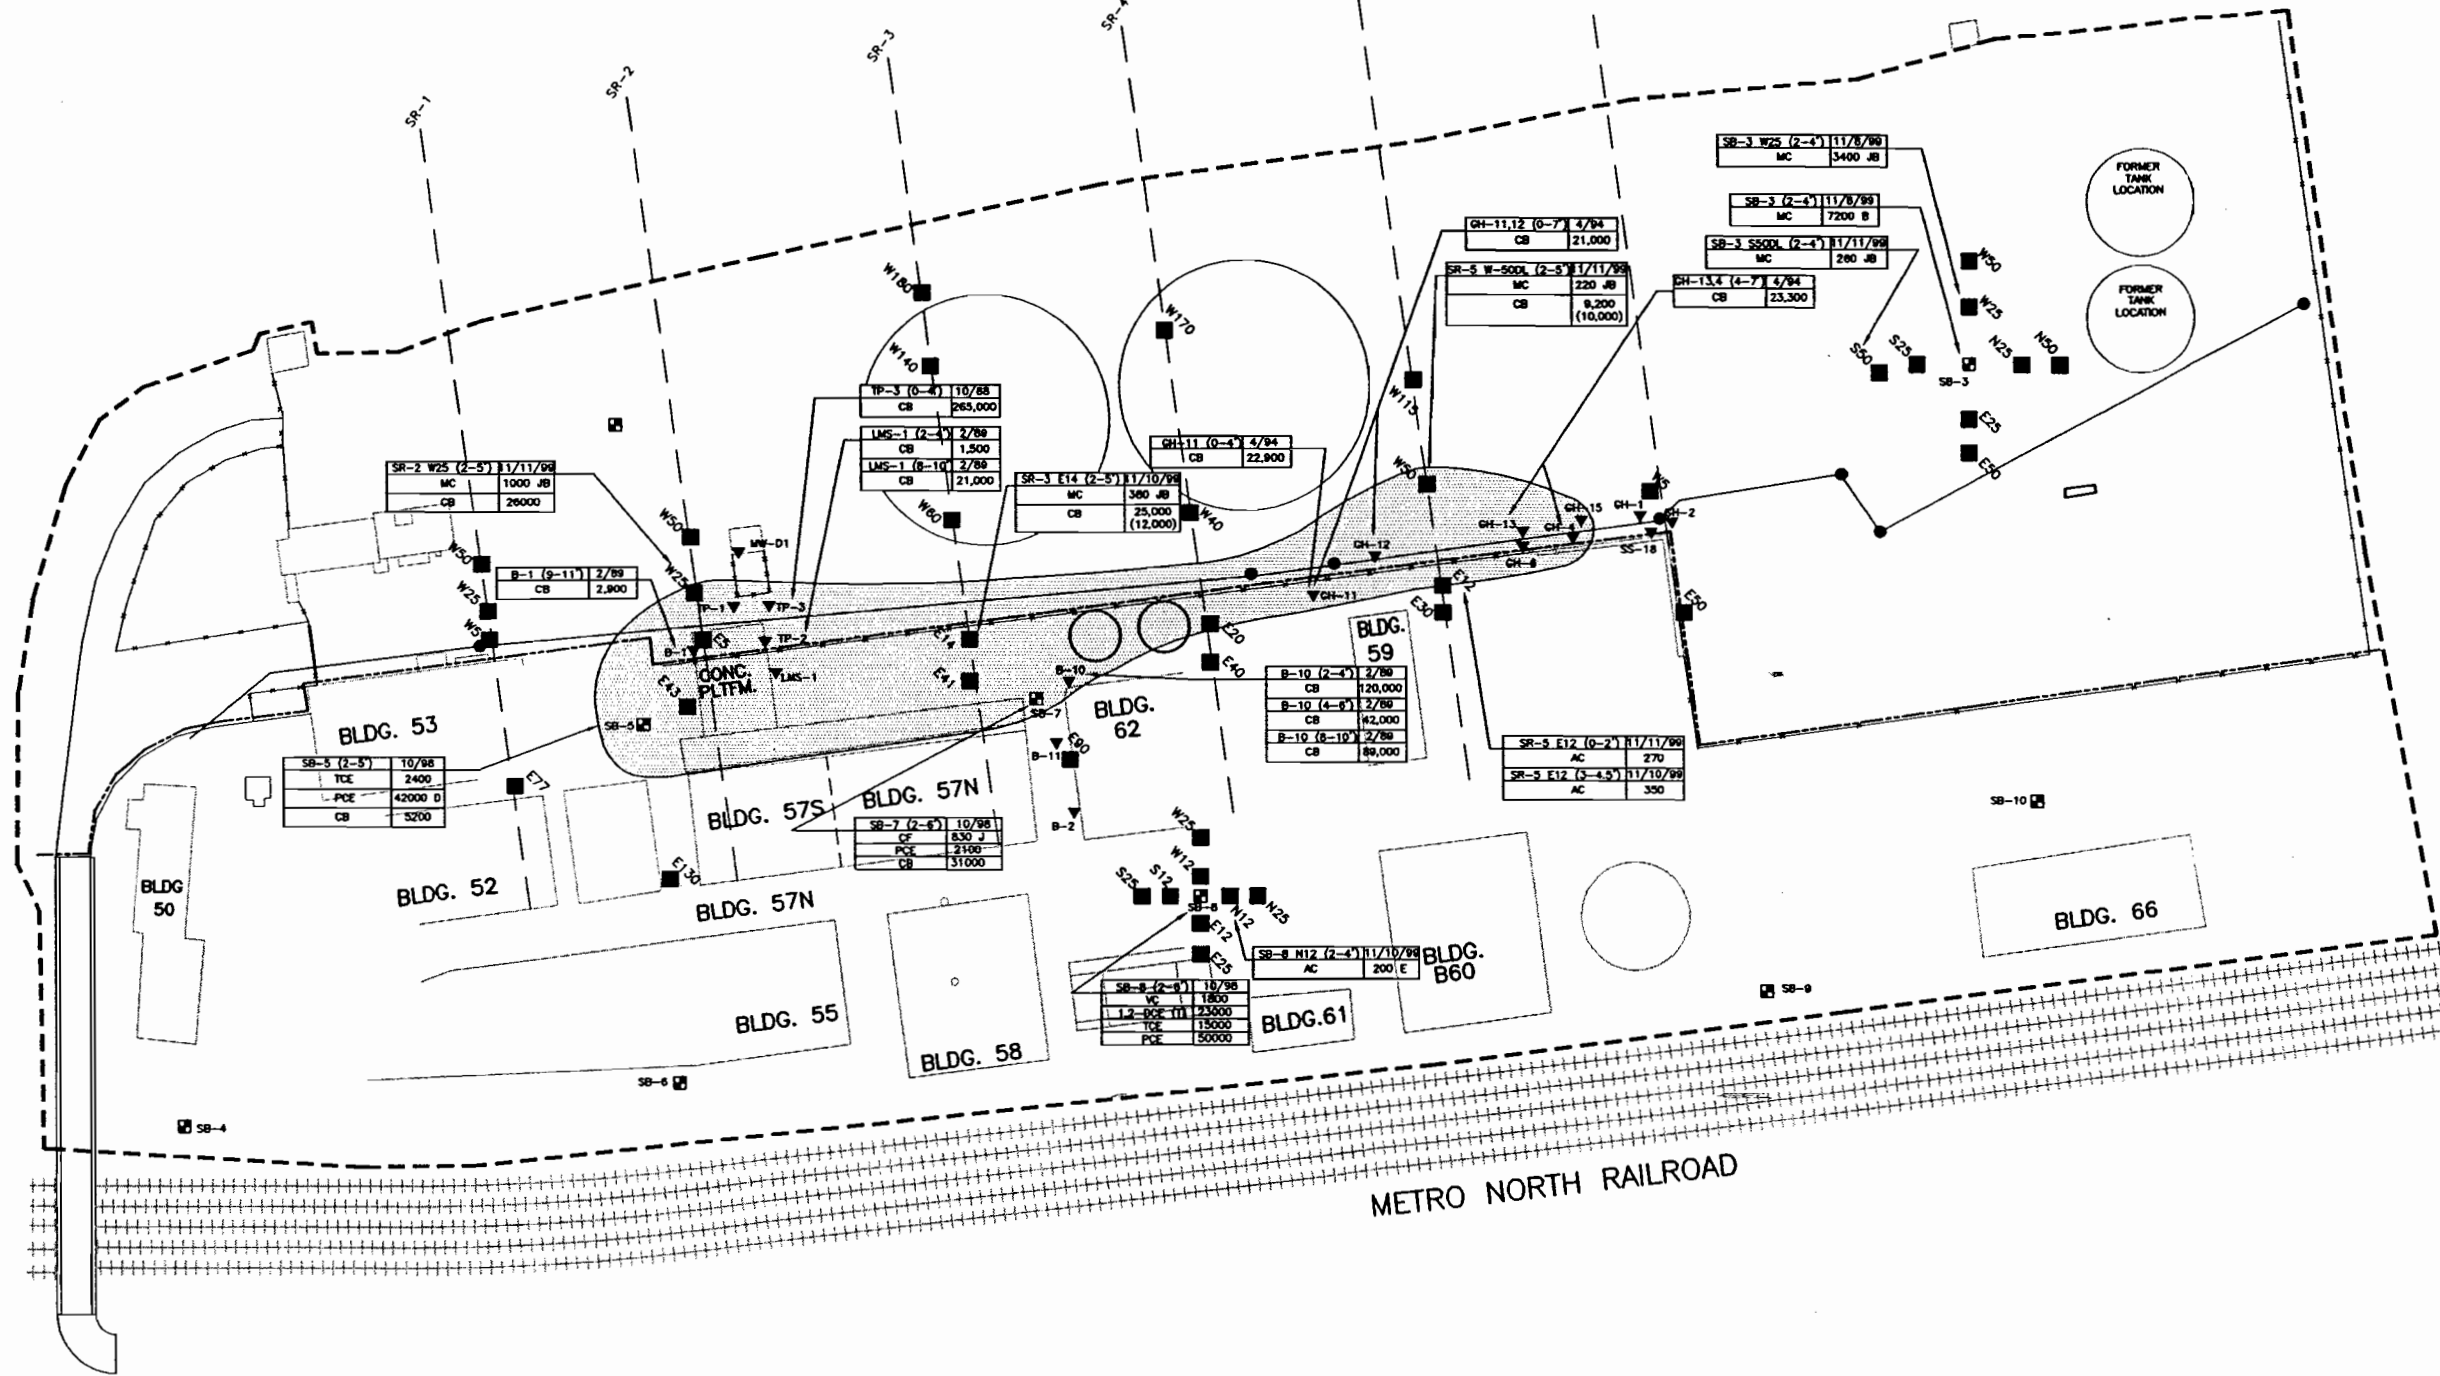 SR-1
SR-2
SR-3
SR-4
SB-3 W25 (2-4') 11/8/99
MC 3400 JB
SB-3 (2-4') 11/8/99
MC 7200 B
SB-3 S50DL (2-4') 11/11/99
MC 260 JB
FORMER
TANK
LOCATION
FORMER
TANK
LOCATION
GH-11,12 (0-7') 4/94
CB 21,000
SR-5 W-50DL (2-5') 11/11/99
MC 220 JB
CB 9,200
(10,000)
GH-13,4 (4-7') 4/94
CB 23,300
W50
W25
S50
S25
SB-3
N25
N50
E25
E50
W180
W140
W60
W170
W40
W115
W50
W5
TP-3 (0-4') 10/88
CB 265,000
LMS-1 (2-4') 2/89
CB 1,500
LMS-1 (8-10') 2/89
CB 21,000
GH-11 (0-4') 4/94
CB 22,900
SR-2 W25 (2-5') 11/11/99
MC 1000 JB
CB 26000
SR-3 E14 (2-5') 11/10/99
MC 380 JB
CB 25,000
(12,000)
B-1 (9-11') 2/89
CB 2,900
W50
W25
W5
W50
W25
MW-D1
TP-1
TP-3
TP-2
B-1
E5
LMS-1
CONC.
PLTFM.
E43
SB-5
E14
E41
B-10
SB-7
E20
E40
GH-11
GH-12
GH-13
GH-4
GH-15
GH-1
GH-2
SS-18
E12
E30
E50
BLDG.
59
BLDG.
62
B-10 (2-4') 2/89
CB 120,000
B-10 (4-6') 2/89
CB 42,000
B-10 (8-10') 2/89
CB 89,000
SR-5 E12 (0-2') 11/11/99
AC 270
SR-5 E12 (3-4.5') 11/10/99
AC 350
BLDG. 53
SB-5 (2-5') 10/98
TCE 2400
PCE 42000 D
CB 5200
E77
B-11
E90
B-2
BLDG. 57S
BLDG. 57N
SB-7 (2-6') 10/98
CF 830 J
PCE 2100
CB 31000
SB-10
BLDG
50
BLDG. 52
E130
BLDG. 57N
W25
W12
S25
S12
SB-8
N12
N25
E12
E25
SB-8 N12 (2-4') 11/10/99
AC 200 E
BLDG.
B60
BLDG. 66
SB-8 (2-6') 10/98
VC 1800
1,2-DCE (T) 23000
TCE 15000
PCE 50000
SB-9
BLDG. 55
BLDG. 58
BLDG.61
SB-6
SB-4
METRO NORTH RAILROAD